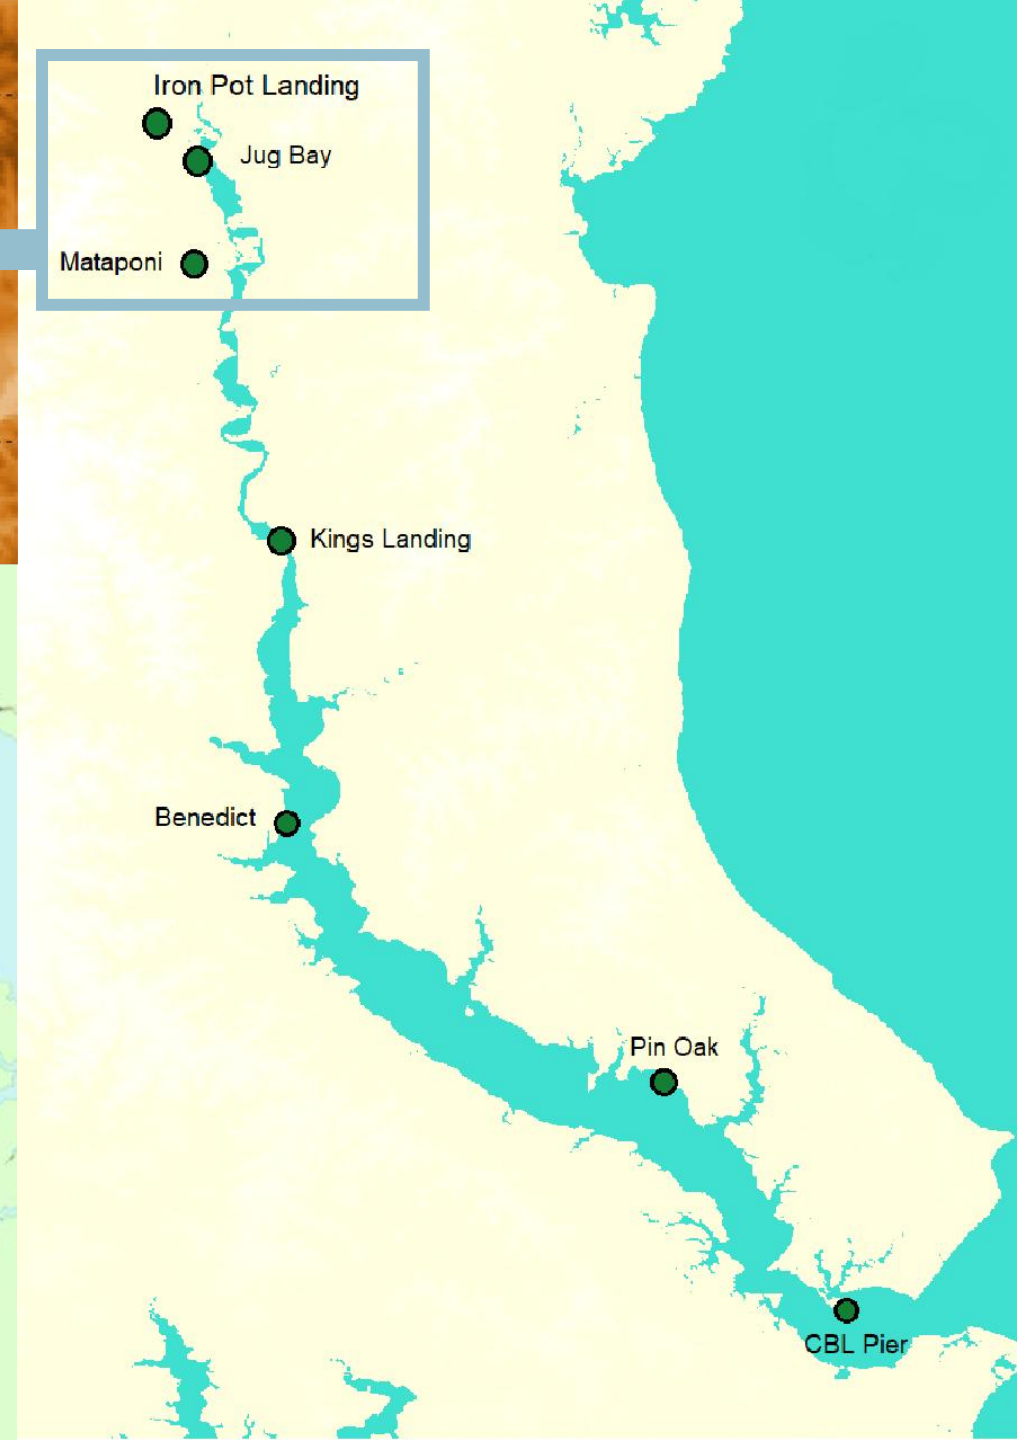 Iron Pot Landing
Jug Bay
Mataponi
Kings Landing
Benedict
Pin Oak
CBL Pier